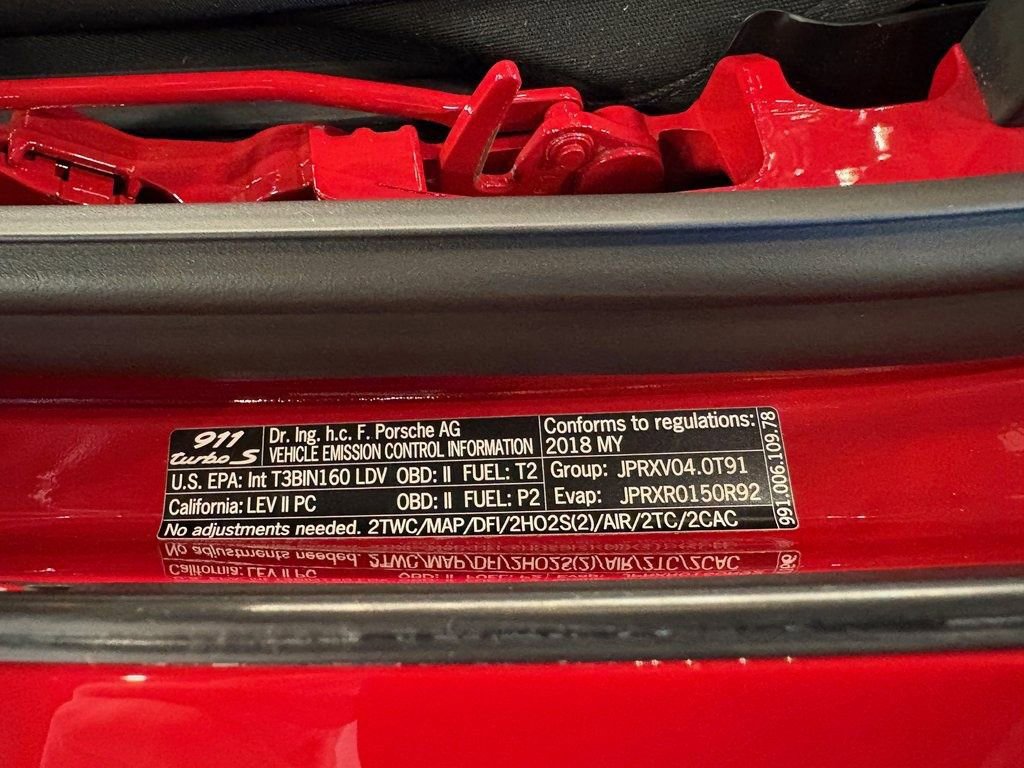 911 turbo S
Dr. Ing. h.c. F. Porsche AG
VEHICLE EMISSION CONTROL INFORMATION
Conforms to regulations:
2018 MY
U.S. EPA: Int T3BIN160 LDV OBD: II FUEL: T2
Group: JPRXV04.0T91
California: LEV II PC OBD: II FUEL: P2
Evap: JPRXR0150R92
No adjustments needed. 2TWC/MAP/DFI/2HO2S(2)/AIR/2TC/2CAC
991.006.109.78